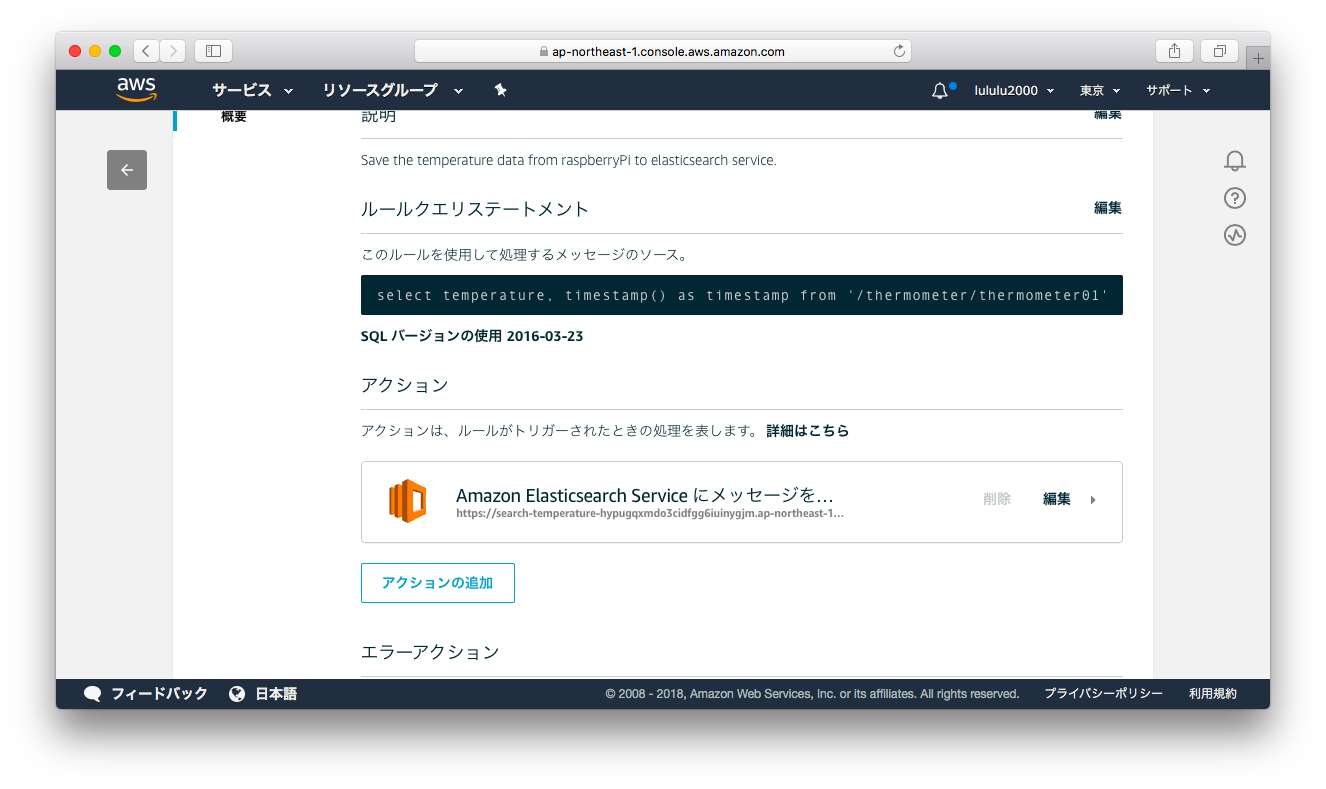 ap-northeast-1.console.aws.amazon.com
aws サービス リソースグループ lululu2000 東京 サポート
概要 説明 編集
Save the temperature data from raspberryPi to elasticsearch service.
ルールクエリステートメント 編集
このルールを使用して処理するメッセージのソース。
select temperature, timestamp() as timestamp from '/thermometer/thermometer01'
SQL バージョンの使用 2016-03-23
アクション
アクションは、ルールがトリガーされたときの処理を表します。 詳細はこちら
Amazon Elasticsearch Service にメッセージを... 削除 編集
https://search-temperature-hypugqxmdo3cidfgg6iuinygjm.ap-northeast-1...
アクションの追加
エラーアクション
フィードバック 日本語 © 2008 - 2018, Amazon Web Services, Inc. or its affiliates. All rights reserved. プライバシーポリシー 利用規約